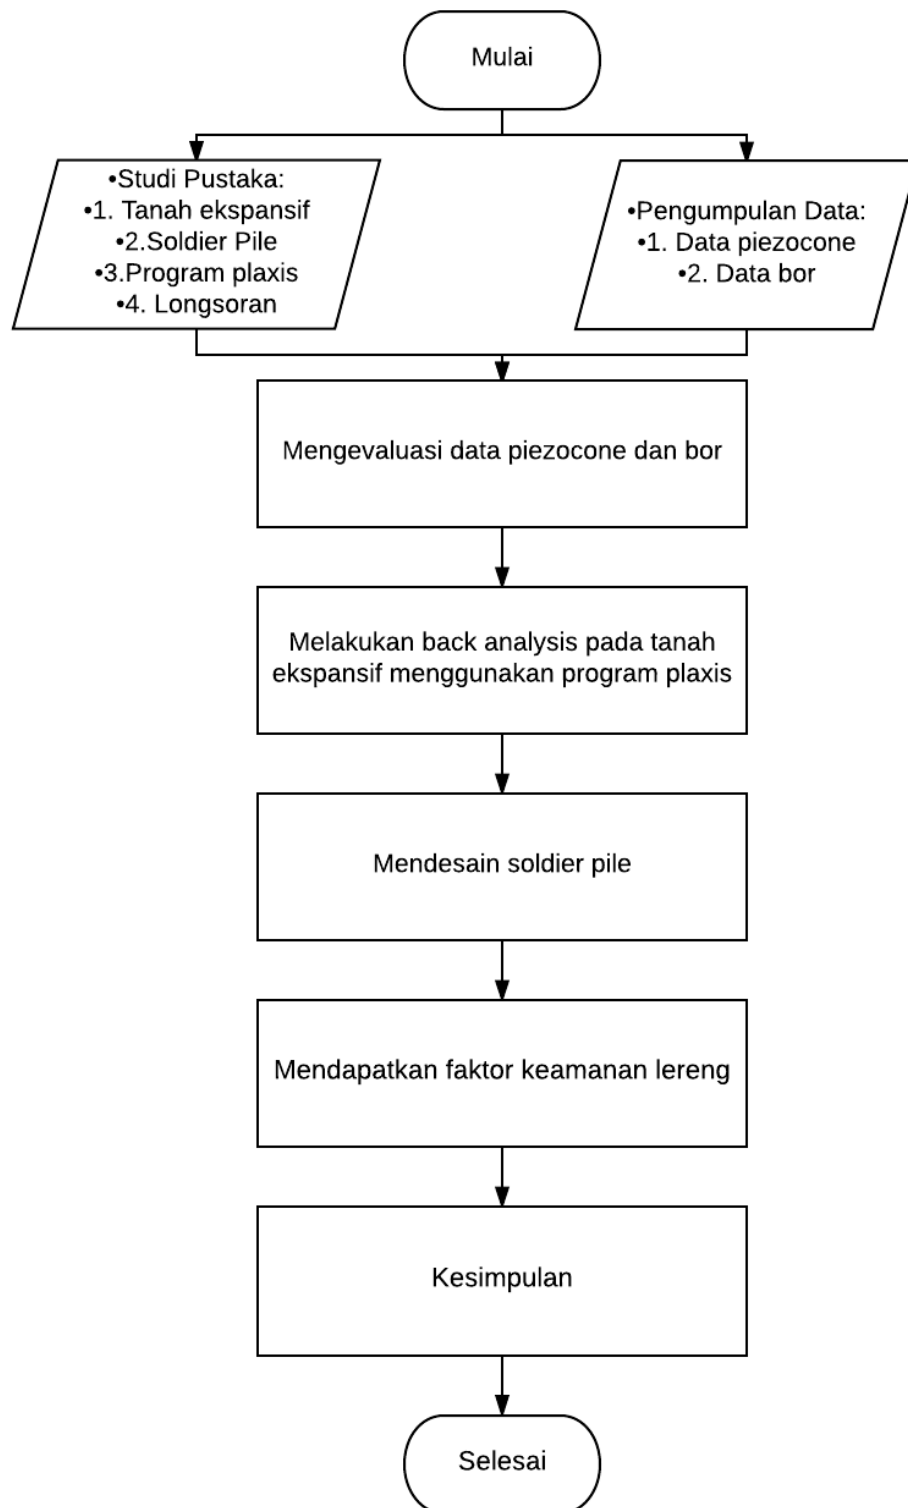 Mulai
•Studi Pustaka:
•1. Tanah ekspansif
•2.Soldier Pile
•3.Program plaxis
•4. Longsoran
•Pengumpulan Data:
•1. Data piezocone
•2. Data bor
Mengevaluasi data piezocone dan bor
Melakukan back analysis pada tanah
ekspansif menggunakan program plaxis
Mendesain soldier pile
Mendapatkan faktor keamanan lereng
Kesimpulan
Selesai